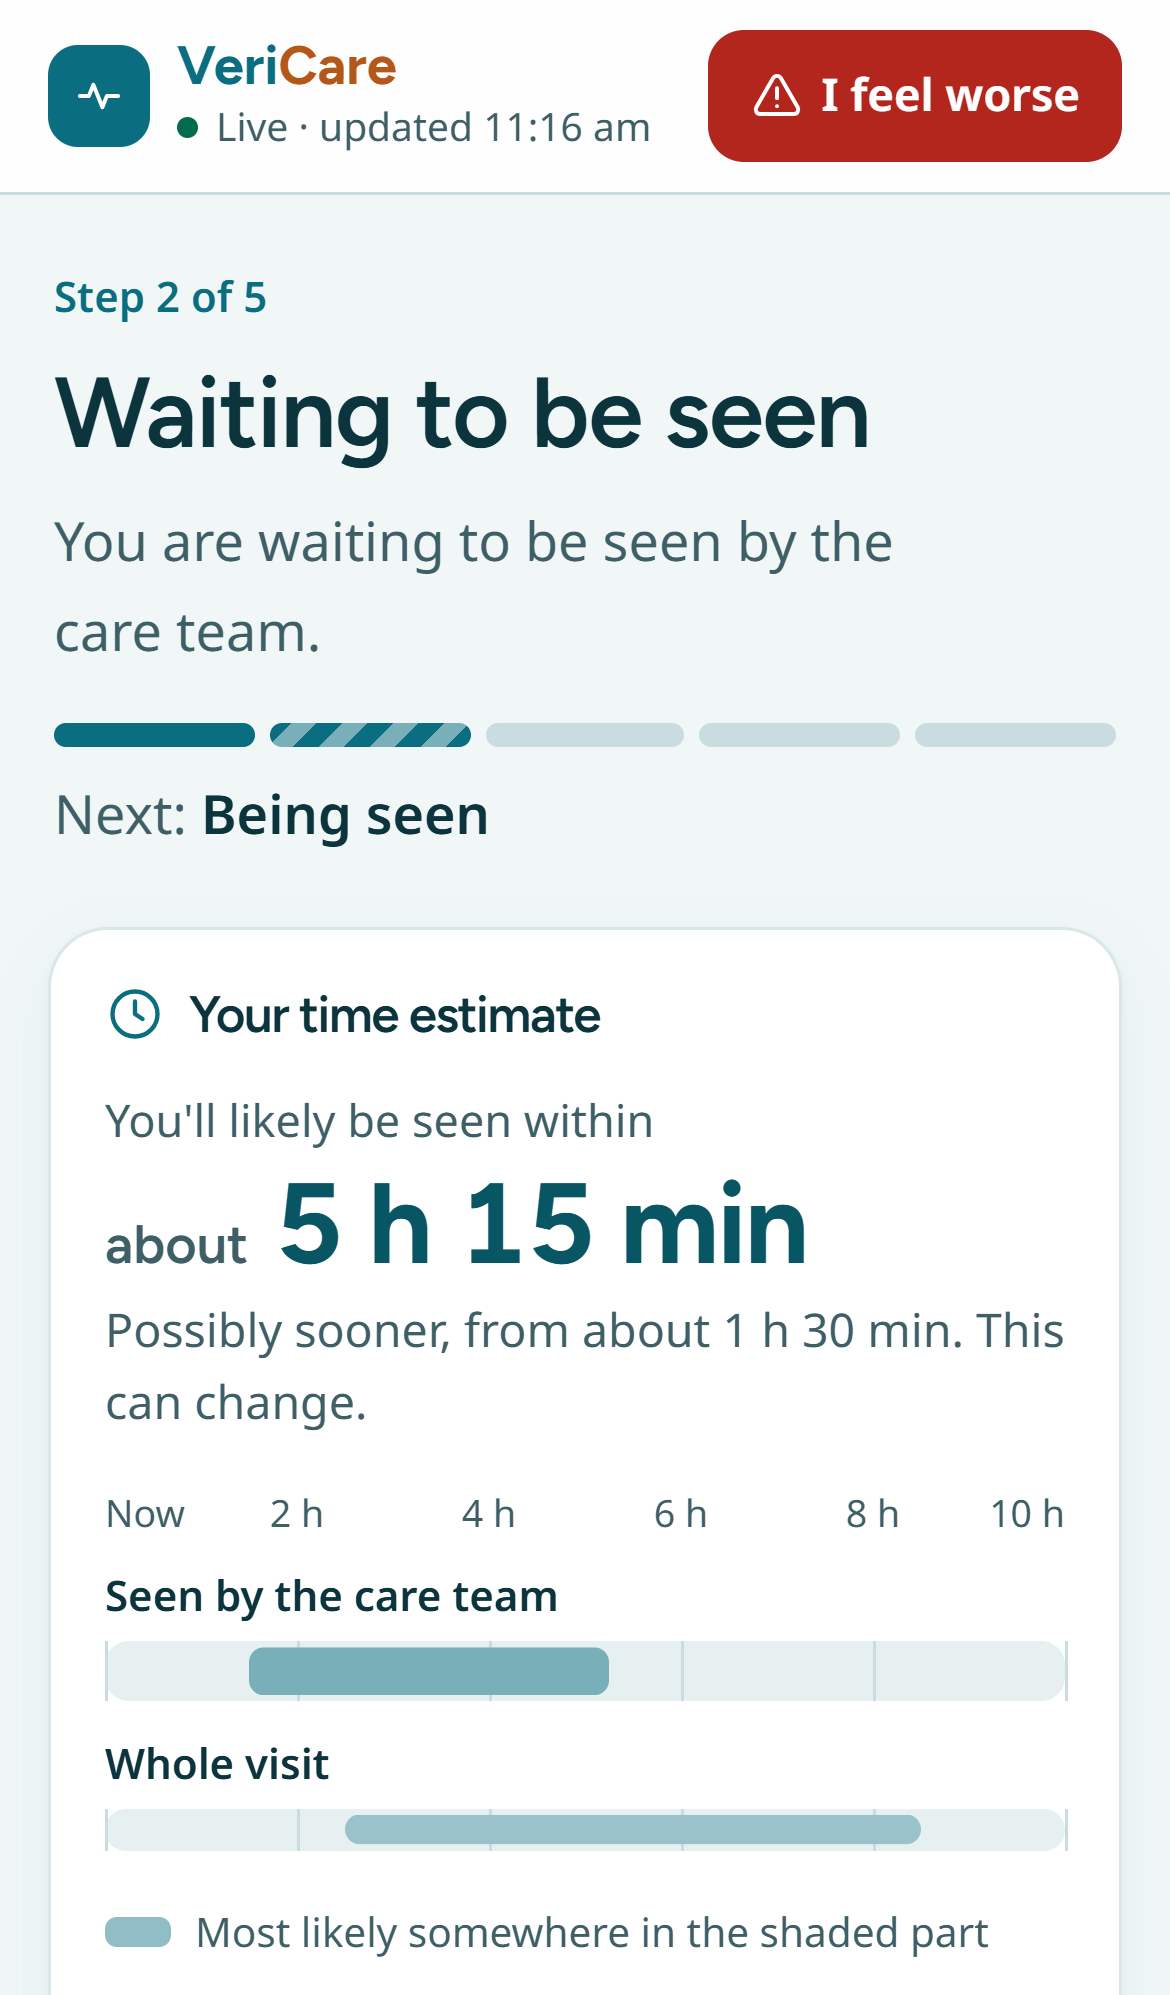 VeriCare
Live · updated 11:16 am
I feel worse
Step 2 of 5
Waiting to be seen
You are waiting to be seen by the
care team.
Next: Being seen
Your time estimate
You'll likely be seen within
about 5 h 15 min
Possibly sooner, from about 1 h 30 min. This
can change.
Now 2 h 4 h 6 h 8 h 10 h
Seen by the care team
Whole visit
Most likely somewhere in the shaded part